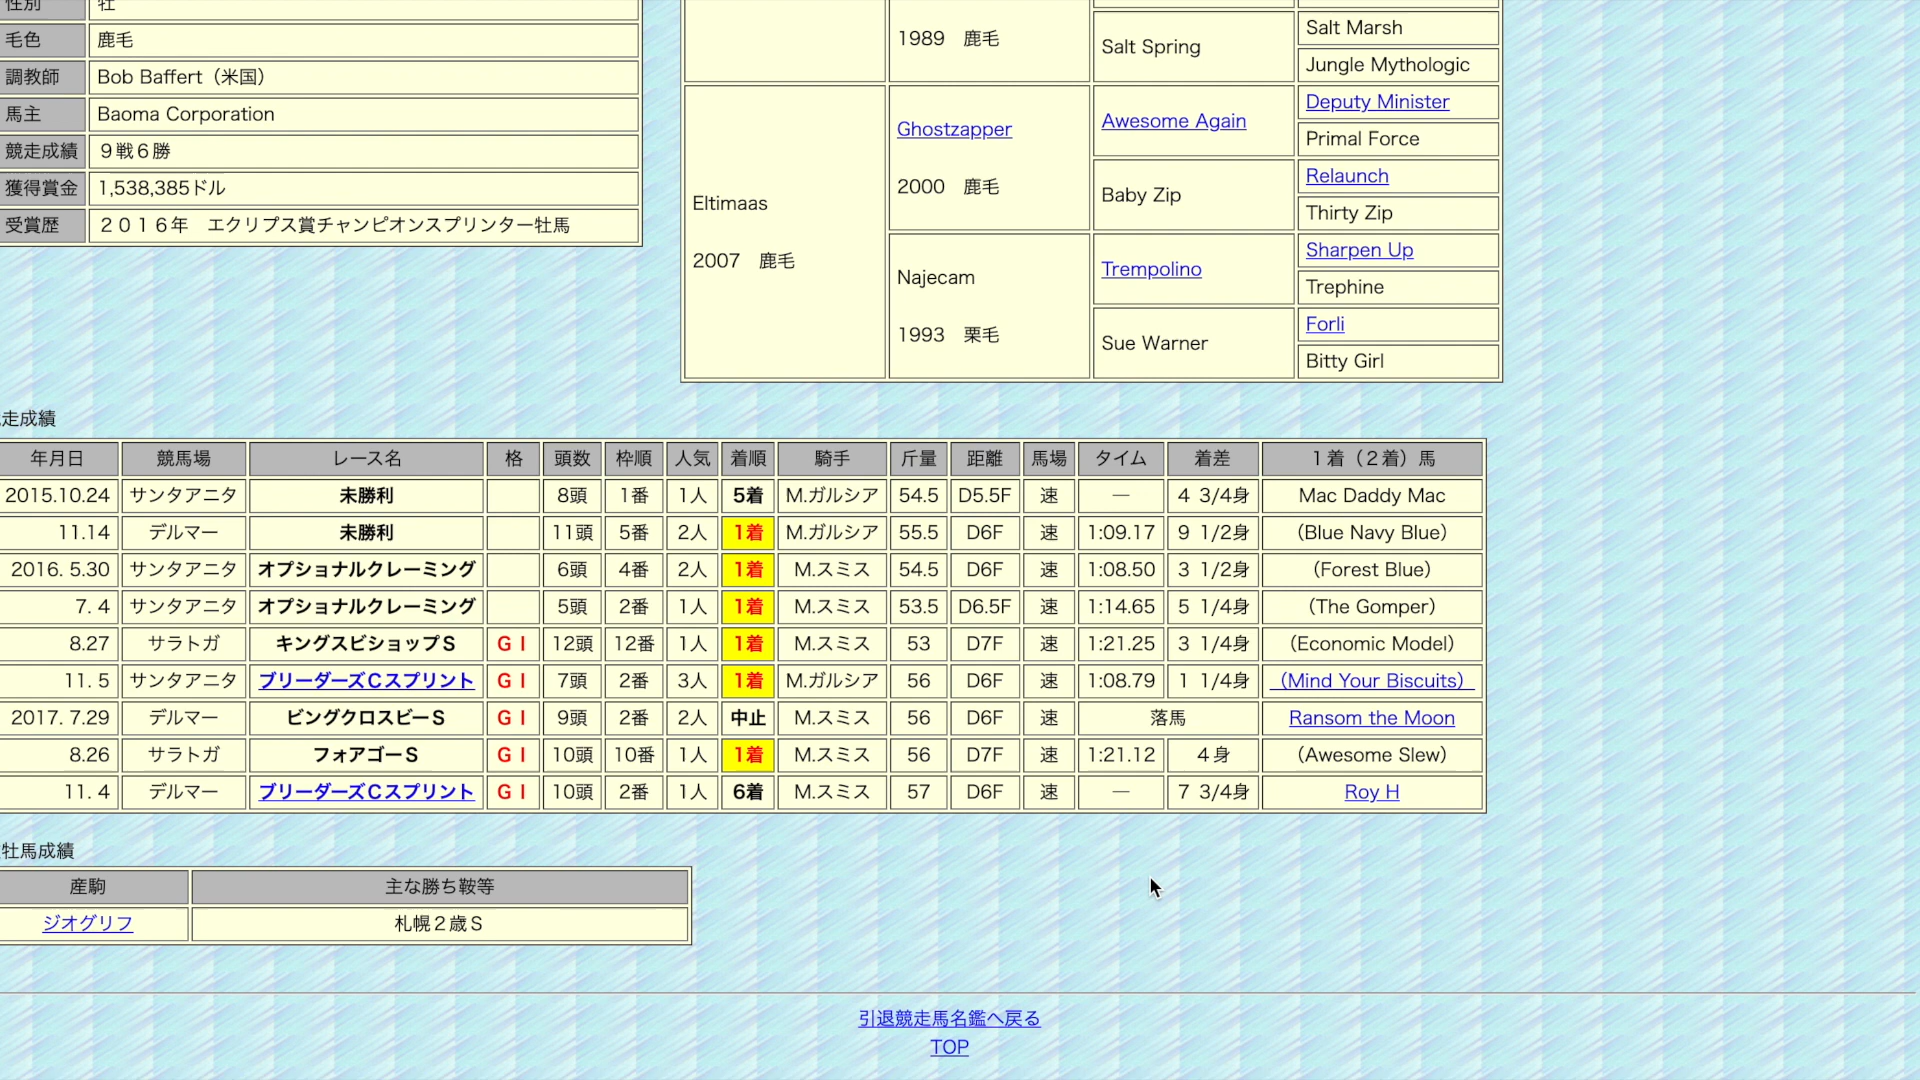 性別 牡
毛色 鹿毛
調教師 Bob Baffert（米国）
馬主 Baoma Corporation
競走成績 ９戦６勝
獲得賞金 1,538,385ドル
受賞歴 ２０１６年　エクリプス賞チャンピオンスプリンター牡馬
1989　鹿毛
Salt Spring
Salt Marsh
Jungle Mythologic
Eltimaas
2007　鹿毛
Ghostzapper
2000　鹿毛
Awesome Again
Deputy Minister
Primal Force
Baby Zip
Relaunch
Thirty Zip
Najecam
1993　栗毛
Trempolino
Sharpen Up
Trephine
Sue Warner
Forli
Bitty Girl
走成績
年月日 競馬場 レース名 格 頭数 枠順 人気 着順 騎手 斤量 距離 馬場 タイム 着差 １着（２着）馬
2015.10.24 サンタアニタ 未勝利 8頭 1番 1人 5着 M.ガルシア 54.5 D5.5F 速 ― 4 3/4身 Mac Daddy Mac
11.14 デルマー 未勝利 11頭 5番 2人 1着 M.ガルシア 55.5 D6F 速 1:09.17 9 1/2身 （Blue Navy Blue）
2016. 5.30 サンタアニタ オプショナルクレーミング 6頭 4番 2人 1着 M.スミス 54.5 D6F 速 1:08.50 3 1/2身 （Forest Blue）
7. 4 サンタアニタ オプショナルクレーミング 5頭 2番 1人 1着 M.スミス 53.5 D6.5F 速 1:14.65 5 1/4身 （The Gomper）
8.27 サラトガ キングスビショップＳ ＧＩ 12頭 12番 1人 1着 M.スミス 53 D7F 速 1:21.25 3 1/4身 （Economic Model）
11. 5 サンタアニタ ブリーダーズＣスプリント ＧＩ 7頭 2番 3人 1着 M.ガルシア 56 D6F 速 1:08.79 1 1/4身 （Mind Your Biscuits）
2017. 7.29 デルマー ビングクロスビーＳ ＧＩ 9頭 2番 2人 中止 M.スミス 56 D6F 速 落馬 Ransom the Moon
8.26 サラトガ フォアゴーＳ ＧＩ 10頭 10番 1人 1着 M.スミス 56 D7F 速 1:21.12 ４身 （Awesome Slew）
11. 4 デルマー ブリーダーズＣスプリント ＧＩ 10頭 2番 1人 6着 M.スミス 57 D6F 速 ― 7 3/4身 Roy H
牡馬成績
産駒 主な勝ち鞍等
ジオグリフ 札幌２歳Ｓ
引退競走馬名鑑へ戻る
TOP